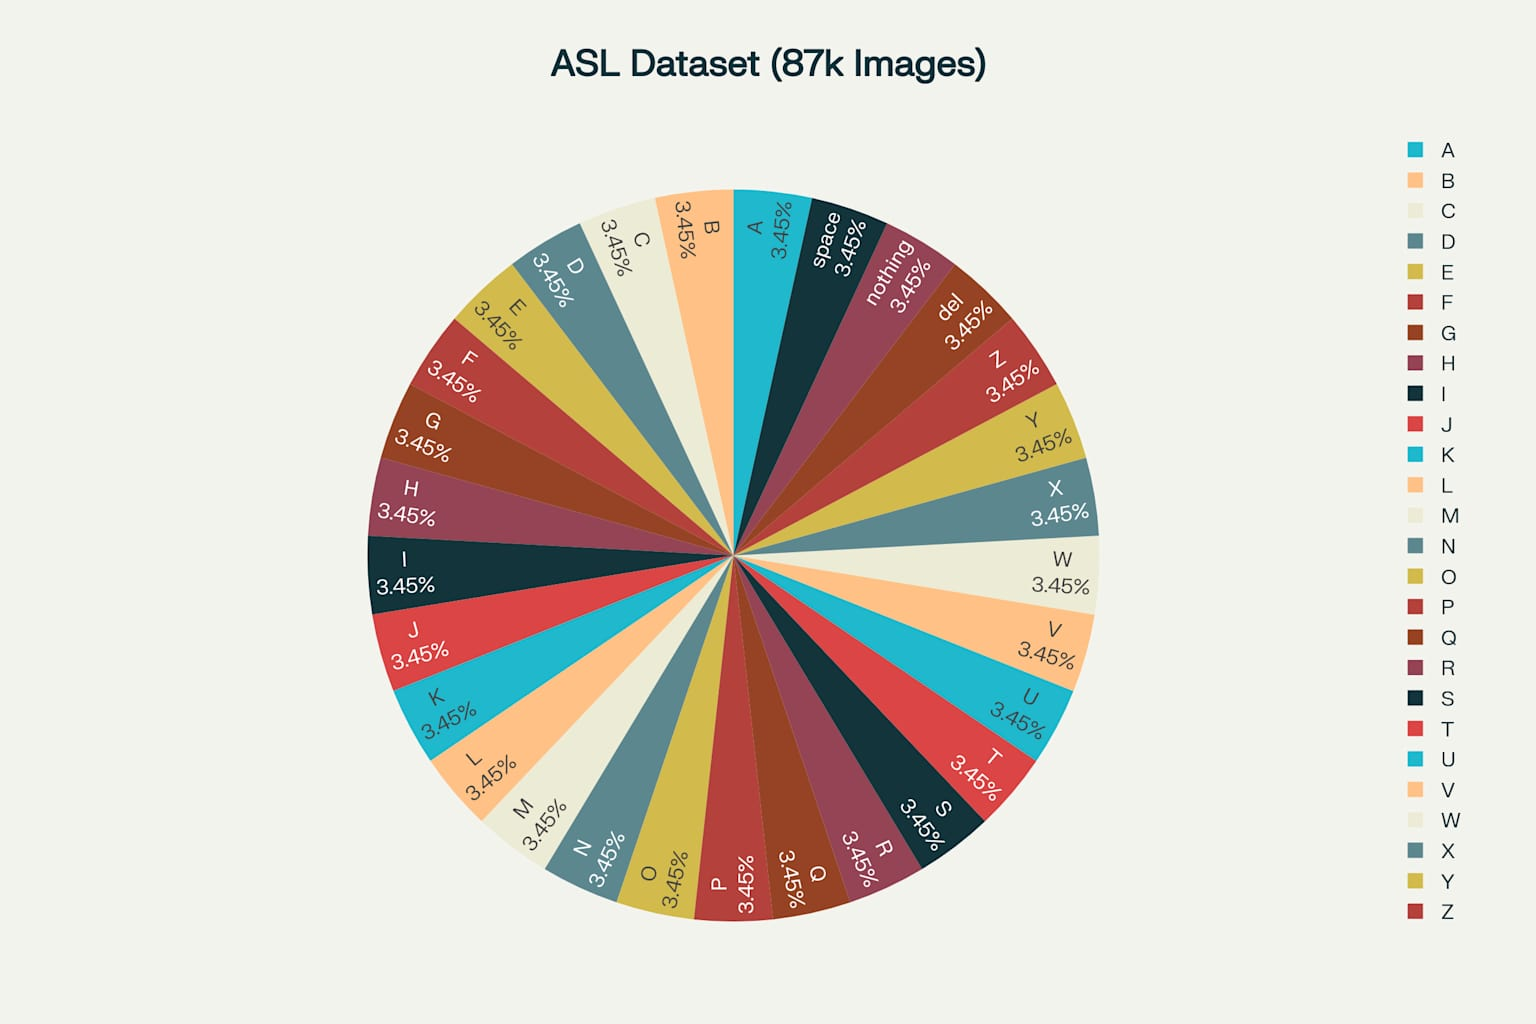 ASL Dataset (87k Images)
A
3.45%
space
3.45%
nothing
3.45%
del
3.45%
Z
3.45%
Y
3.45%
X
3.45%
W
3.45%
V
3.45%
U
3.45%
T
3.45%
S
3.45%
R
3.45%
Q
3.45%
P
3.45%
O
3.45%
N
3.45%
M
3.45%
L
3.45%
K
3.45%
J
3.45%
I
3.45%
H
3.45%
G
3.45%
F
3.45%
E
3.45%
D
3.45%
C
3.45%
B
3.45%
A
B
C
D
E
F
G
H
I
J
K
L
M
N
O
P
Q
R
S
T
U
V
W
X
Y
Z